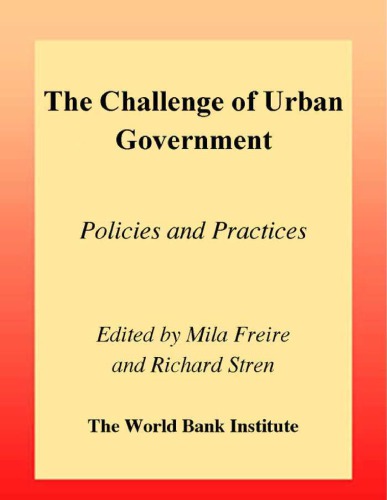 The Challenge of Urban
Government
Policies and Practices
Edited by Mila Freire
and Richard Stren
The World Bank Institute